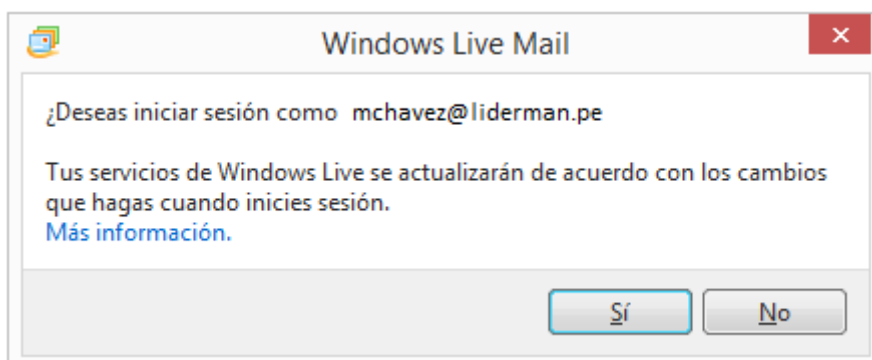 Windows Live Mail
¿Deseas iniciar sesión como mchavez@liderman.pe
Tus servicios de Windows Live se actualizarán de acuerdo con los cambios
que hagas cuando inicies sesión.
Más información.
Sí No